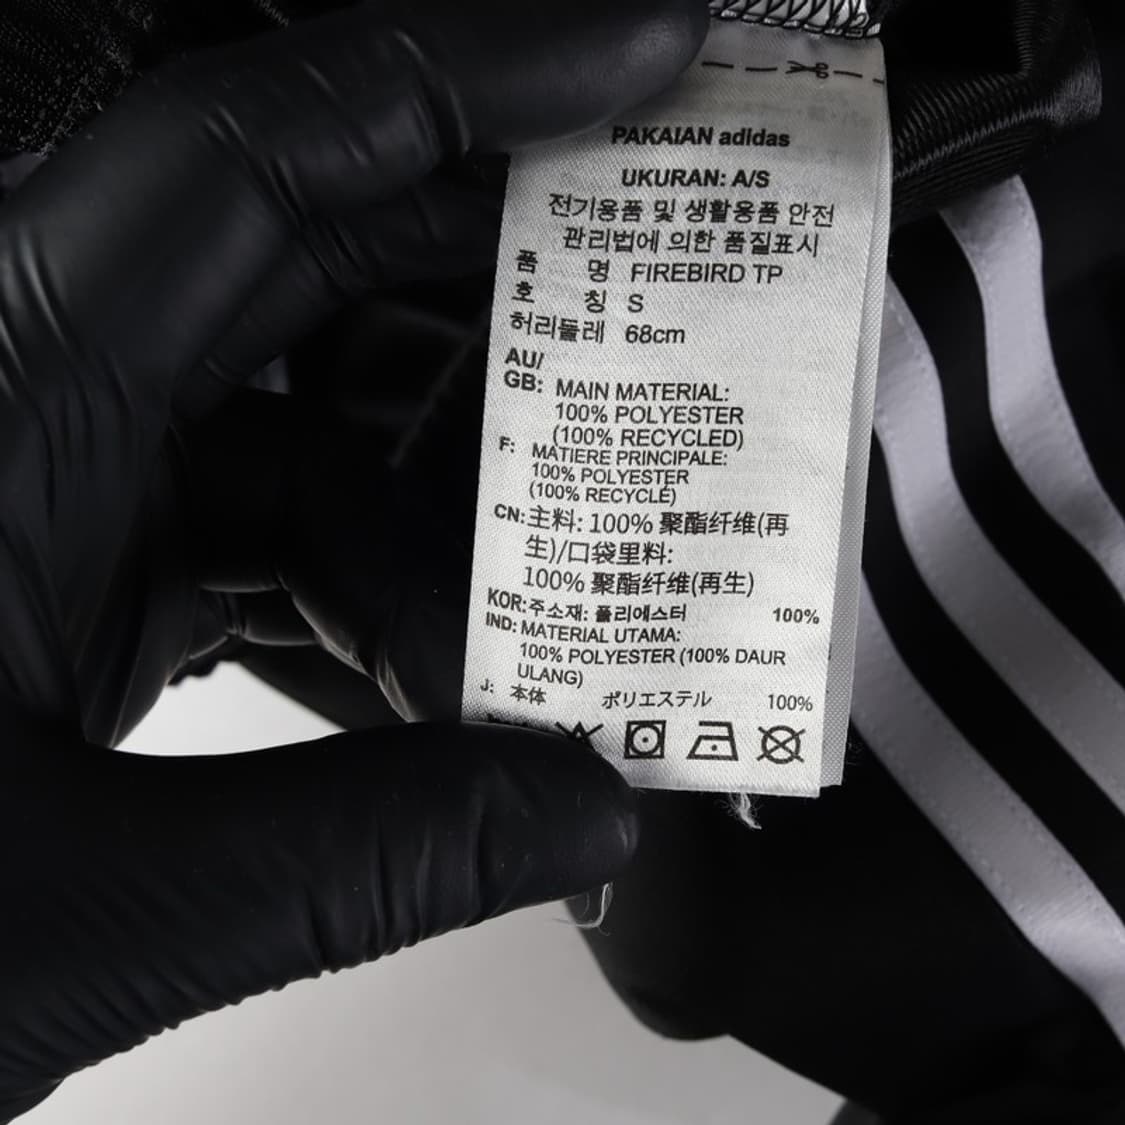 PAKAIAN adidas
UKURAN: A/S
전기용품 및 생활용품 안전
관리법에 의한 품질표시
품 명 FIREBIRD TP
호 칭 S
허리둘레 68cm
AU/
GB: MAIN MATERIAL:
100% POLYESTER
(100% RECYCLED)
F: MATIERE PRINCIPALE:
100% POLYESTER
(100% RECYCLÉ)
CN:主料: 100% 聚酯纤维(再
生)/口袋里料:
100% 聚酯纤维(再生)
KOR:주소재: 폴리에스터 100%
IND: MATERIAL UTAMA:
100% POLYESTER (100% DAUR
ULANG)
J: 本体 ポリエステル 100%